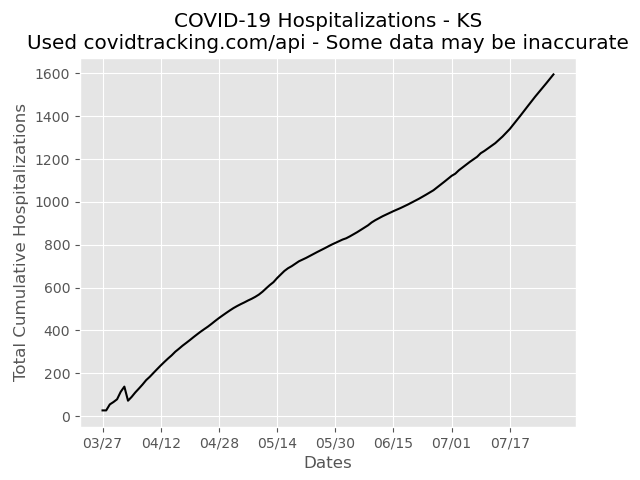 COVID-19 Hospitalizations - KS
Used covidtracking.com/api - Some data may be inaccurate
Total Cumulative Hospitalizations
1600
1400
1200
1000
800
600
400
200
0
03/27 04/12 04/28 05/14 05/30 06/15 07/01 07/17
Dates